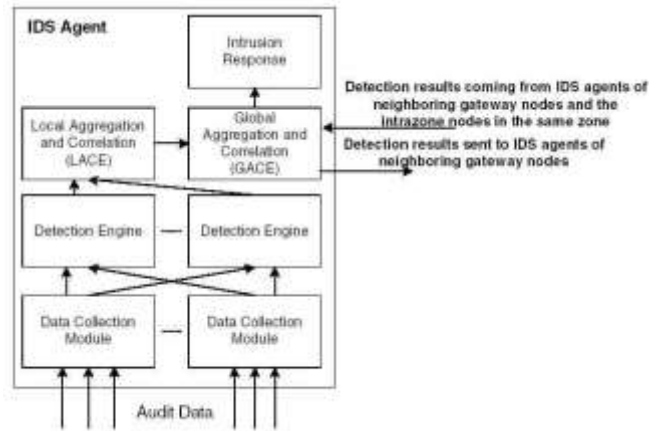 IDS Agent
Intrusion
Response
Detection results coming from IDS agents of
neighboring gateway nodes and the
intrazone nodes in the same zone
Local Aggregation
and Correlation
(LACE)
Global
Aggregation and
Correlation
(GACE)
Detection results sent to IDS agents of
neighboring gateway nodes
Detection Engine
Detection Engine
Data Collection
Module
Data Collection
Module
Audit Data